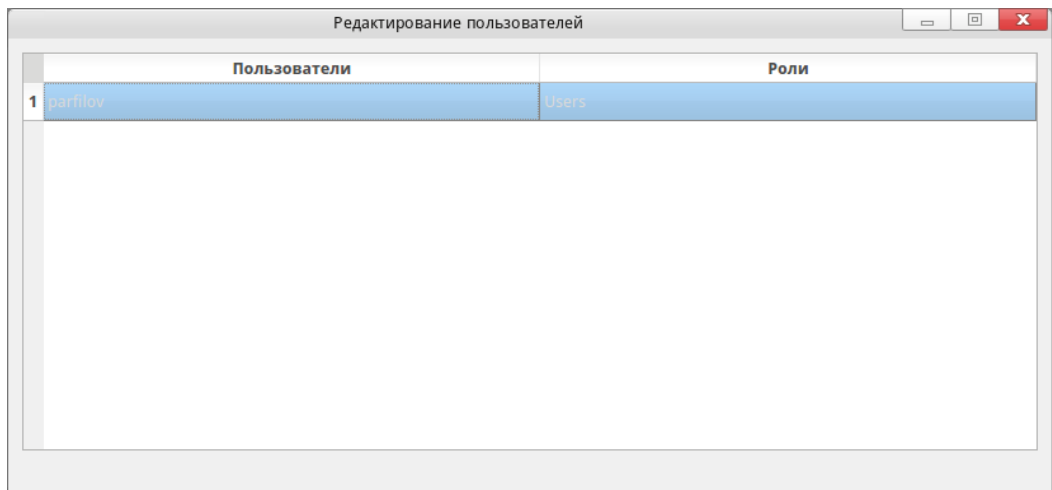 Редактирование пользователей
Пользователи Роли
1 parfilov Users